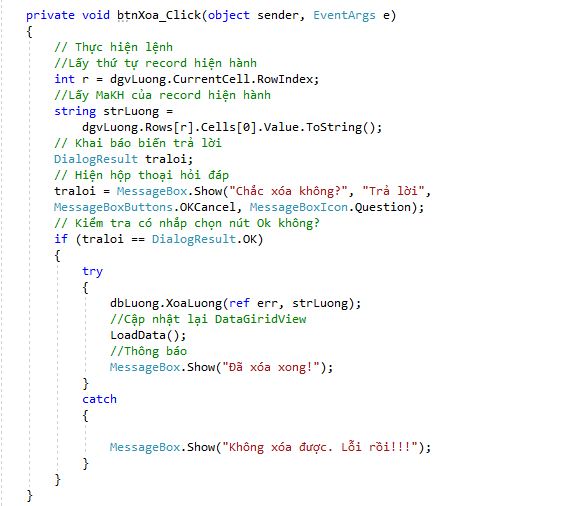 private void btnXoa_Click(object sender, EventArgs e)
{
// Thực hiện lệnh
//Lấy thứ tự record hiện hành
int r = dgvLuong.CurrentCell.RowIndex;
//Lấy MaKH của record hiện hành
string strLuong =
dgvLuong.Rows[r].Cells[0].Value.ToString();
// Khai báo biến trả lời
DialogResult traloi;
// Hiện hộp thoại hỏi đáp
traloi = MessageBox.Show("Chắc xóa không?", "Trả lời",
MessageBoxButtons.OKCancel, MessageBoxIcon.Question);
// Kiểm tra có nhắp chọn nút Ok không?
if (traloi == DialogResult.OK)
{
try
{
dbLuong.XoaLuong(ref err, strLuong);
//Cập nhật lại DataGiridView
LoadData();
//Thông báo
MessageBox.Show("Đã xóa xong!");
}
catch
{
MessageBox.Show("Không xóa được. Lỗi rồi!!!");
}
}
}